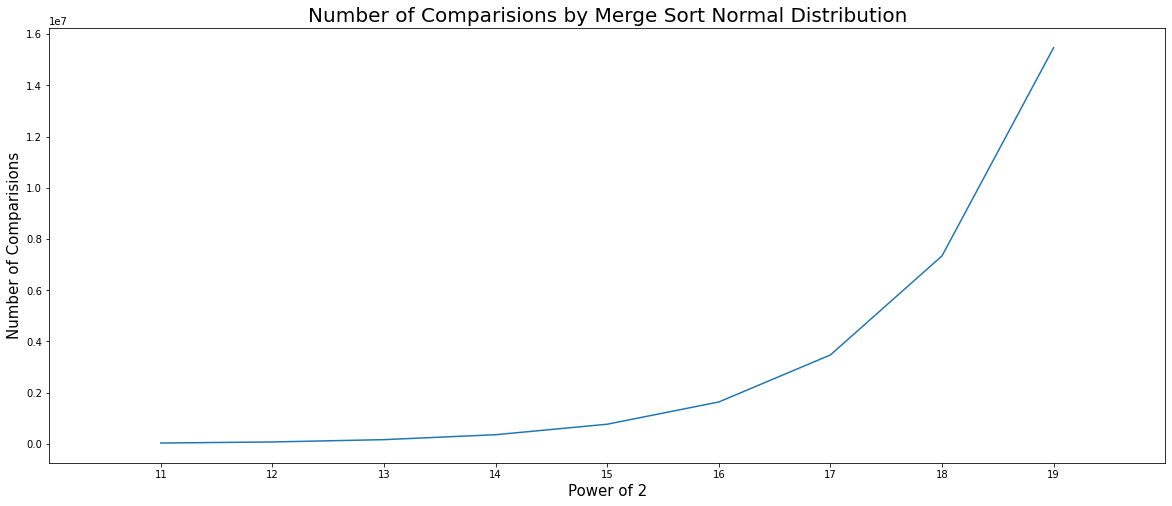 Number of Comparisions by Merge Sort Normal Distribution
1e7
1.6
1.4
1.2
1.0
0.8
0.6
0.4
0.2
0.0
Number of Comparisions
11 12 13 14 15 16 17 18 19
Power of 2